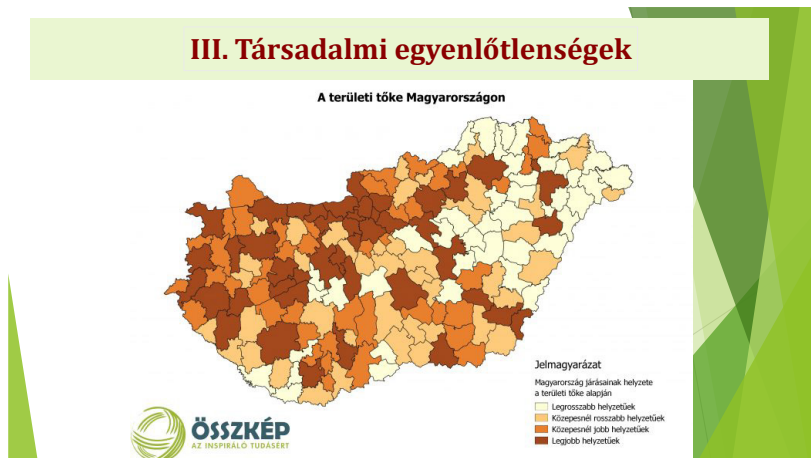 III. Társadalmi egyenlőtlenségek
A területi tőke Magyarországon
Jelmagyarázat
Magyarország járásainak helyzete
a területi tőke alapján
Legrosszabb helyzetűek
Közepesnél rosszabb helyzetűek
Közepesnél jobb helyzetűek
Legjobb helyzetűek
ÖSSZKÉP
AZ INSPIRÁLÓ TUDÁSÉRT